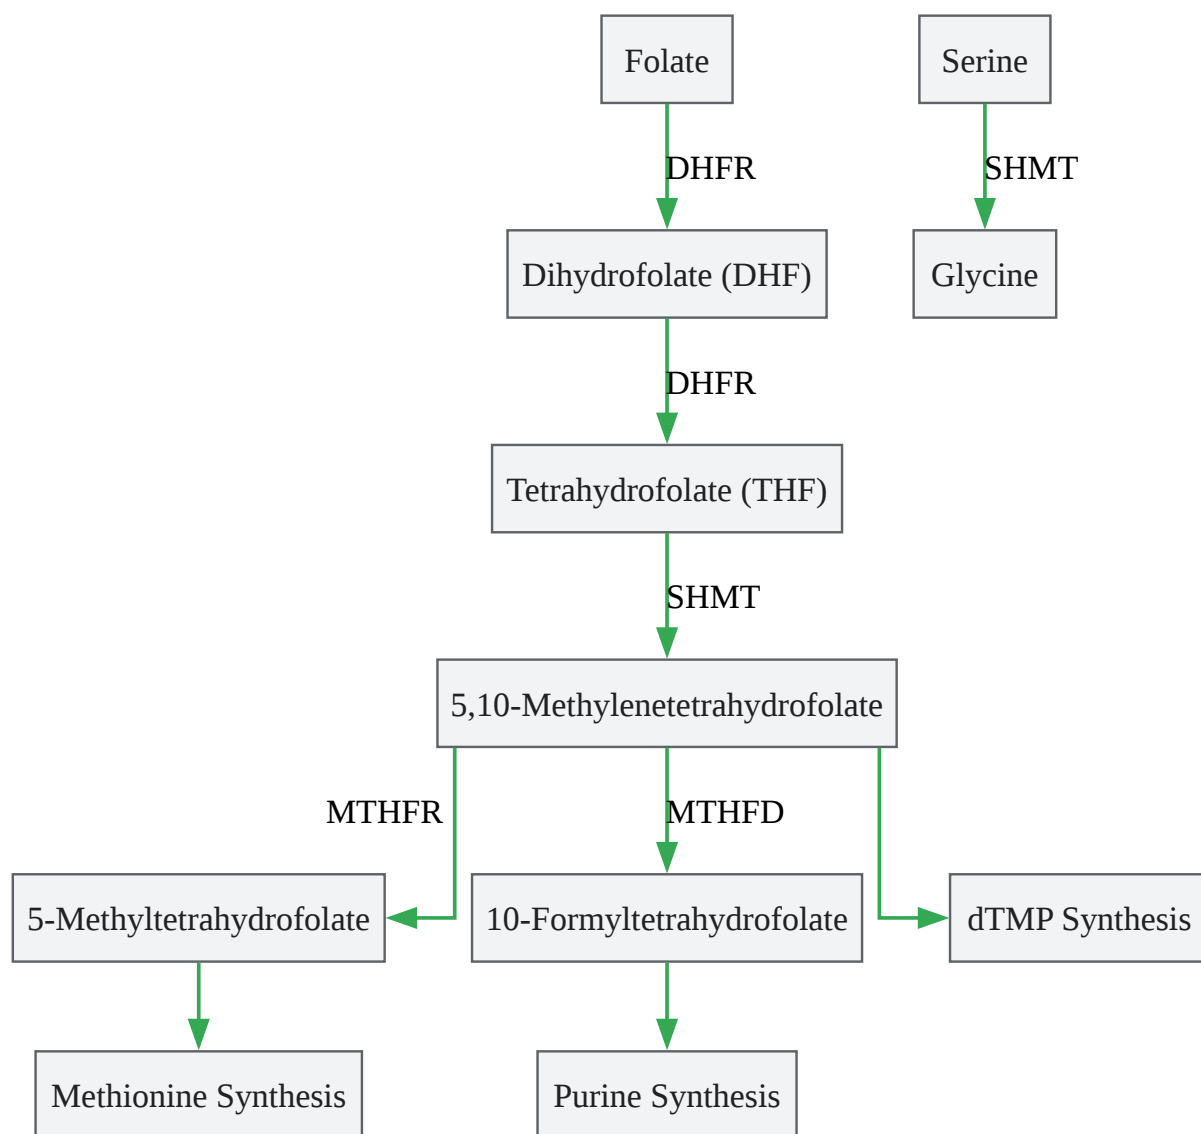 Folate
Serine
DHFR
SHMT
Dihydrofolate (DHF)
Glycine
DHFR
Tetrahydrofolate (THF)
SHMT
5,10-Methylenetetrahydrofolate
MTHFR
MTHFD
5-Methyltetrahydrofolate
10-Formyltetrahydrofolate
dTMP Synthesis
Methionine Synthesis
Purine Synthesis